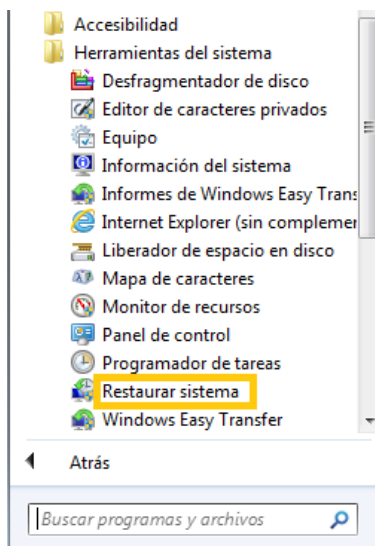 Accesibilidad
Herramientas del sistema
Desfragmentador de disco
Editor de caracteres privados
Equipo
Información del sistema
Informes de Windows Easy Trans
Internet Explorer (sin complemen
Liberador de espacio en disco
Mapa de caracteres
Monitor de recursos
Panel de control
Programador de tareas
Restaurar sistema
Windows Easy Transfer
Atrás
Buscar programas y archivos